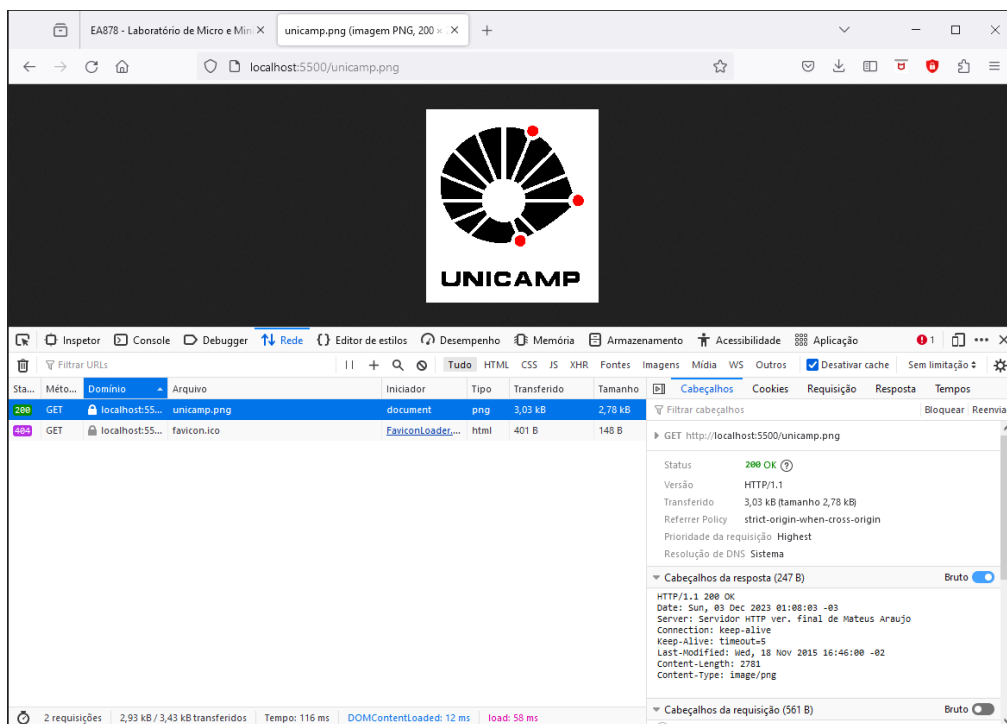 EA878 - Laboratório de Micro e Min X unicamp.png (imagem PNG, 200 × X +
localhost:5500/unicamp.png
UNICAMP
Inspetor Console Debugger Rede {} Editor de estilos Desempenho Memória Armazenamento Acessibilidade Aplicação 1
Filtrar URLs Tudo HTML CSS JS XHR Fontes Imagens Mídia WS Outros Desativar cache Sem limitação
Sta... Méto... Domínio Arquivo Iniciador Tipo Transferido Tamanho Cabeçalhos Cookies Requisição Resposta Tempos
200 GET localhost:55... unicamp.png document png 3,03 kB 2,78 kB Filtrar cabeçalhos Bloquear Reenvia
404 GET localhost:55... favicon.ico FaviconLoader.... html 401 B 148 B
GET http://localhost:5500/unicamp.png
Status 200 OK ?
Versão HTTP/1.1
Transferido 3,03 kB (tamanho 2,78 kB)
Referrer Policy strict-origin-when-cross-origin
Prioridade da requisição Highest
Resolução de DNS Sistema
Cabeçalhos da resposta (247 B) Bruto
HTTP/1.1 200 OK
Date: Sun, 03 Dec 2023 01:08:03 -03
Server: Servidor HTTP ver. final de Mateus Araujo
Connection: keep-alive
Keep-Alive: timeout=5
Last-Modified: Wed, 18 Nov 2015 16:46:00 -02
Content-Length: 2781
Content-Type: image/png
Cabeçalhos da requisição (561 B) Bruto
2 requisições 2,93 kB / 3,43 kB transferidos Tempo: 116 ms DOMContentLoaded: 12 ms load: 58 ms